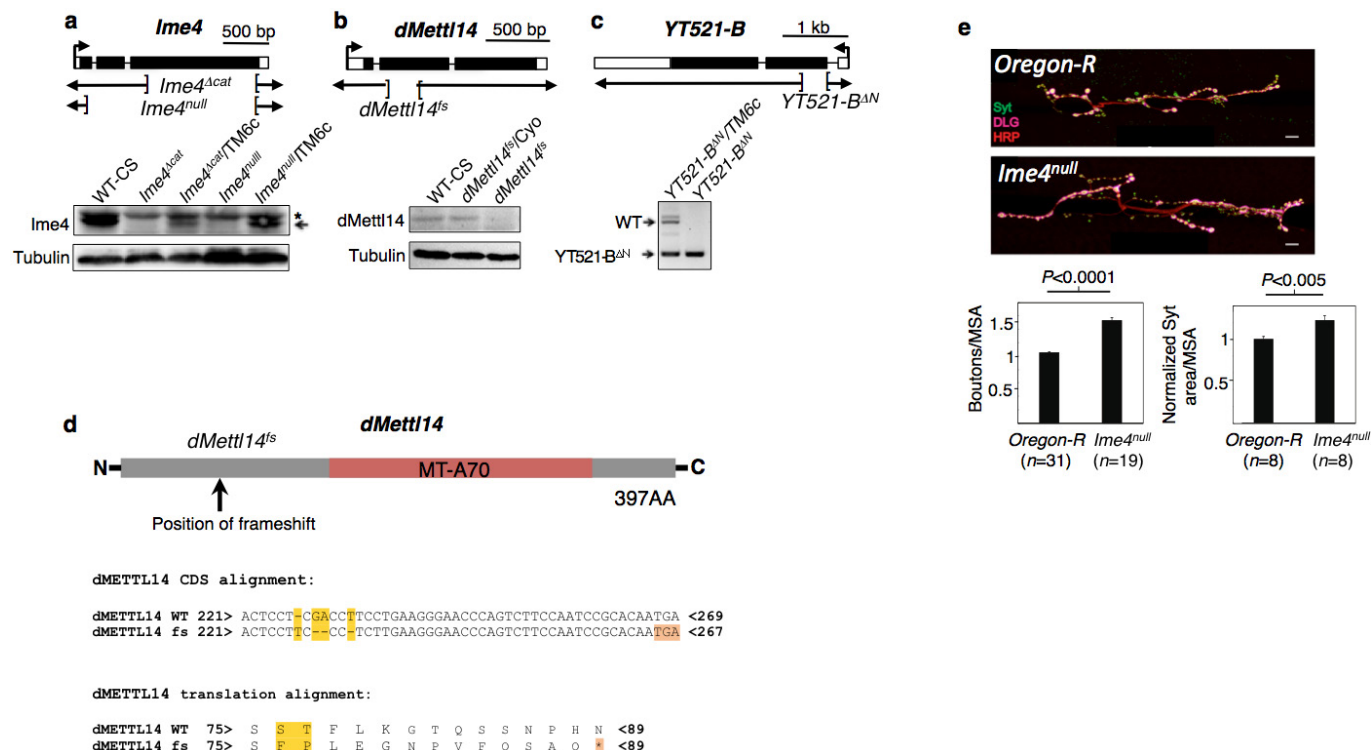 a
Ime4
500 bp
Ime4Δcat
Ime4null
WT-CS
Ime4Δcat
Ime4Δcat/TM6c
Ime4nulll
Ime4null/TM6c
Ime4
*
Tubulin
b
dMettl14
500 bp
dMettl14fs
WT-CS
dMettl14fs/Cyo
dMettl14fs
dMettl14
Tubulin
c
YT521-B
1 kb
YT521-BΔN
YT521-BΔN/TM6c
YT521-BΔN
WT
YT521-BΔN
e
Oregon-R
Syt
DLG
HRP
Ime4null
P<0.0001
Boutons/MSA
1.5
1
0.5
Oregon-R
(n=31)
Ime4null
(n=19)
P<0.005
Normalized Syt
area/MSA
1
0.5
Oregon-R
(n=8)
Ime4null
(n=8)
d
dMettl14
dMettl14fs
N
MT-A70
C
397AA
Position of frameshift
dMETTL14 CDS alignment:
dMETTL14 WT 221> ACTCCT-CGACCTTCCTGAAGGGAACCCAGTCTTCCAATCCGCACAATGA <269
dMETTL14 fs 221> ACTCCTTC--CC-TCTTGAAGGGAACCCAGTCTTCCAATCCGCACAATGA <267
dMETTL14 translation alignment:
dMETTL14 WT 75> S S T F L K G T Q S S N P H N <89
dMETTL14 fs 75> S F P L E G N P V F Q S A Q * <89